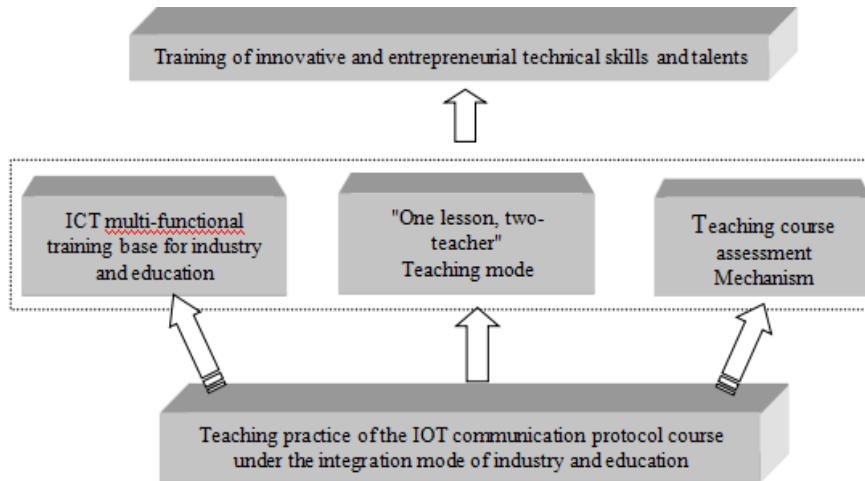 Training of innovative and entrepreneurial technical skills and talents
ICT multi-functional
training base for industry
and education
"One lesson, two-
teacher"
Teaching mode
Teaching course
assessment
Mechanism
Teaching practice of the IOT communication protocol course
under the integration mode of industry and education